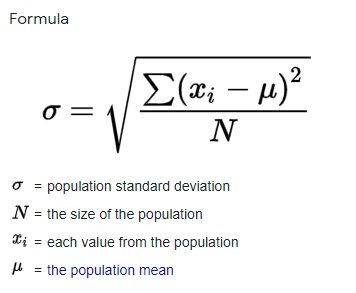 Formula
σ = √(∑(xᵢ − μ)² / N)
σ = population standard deviation
N = the size of the population
xᵢ = each value from the population
μ = the population mean